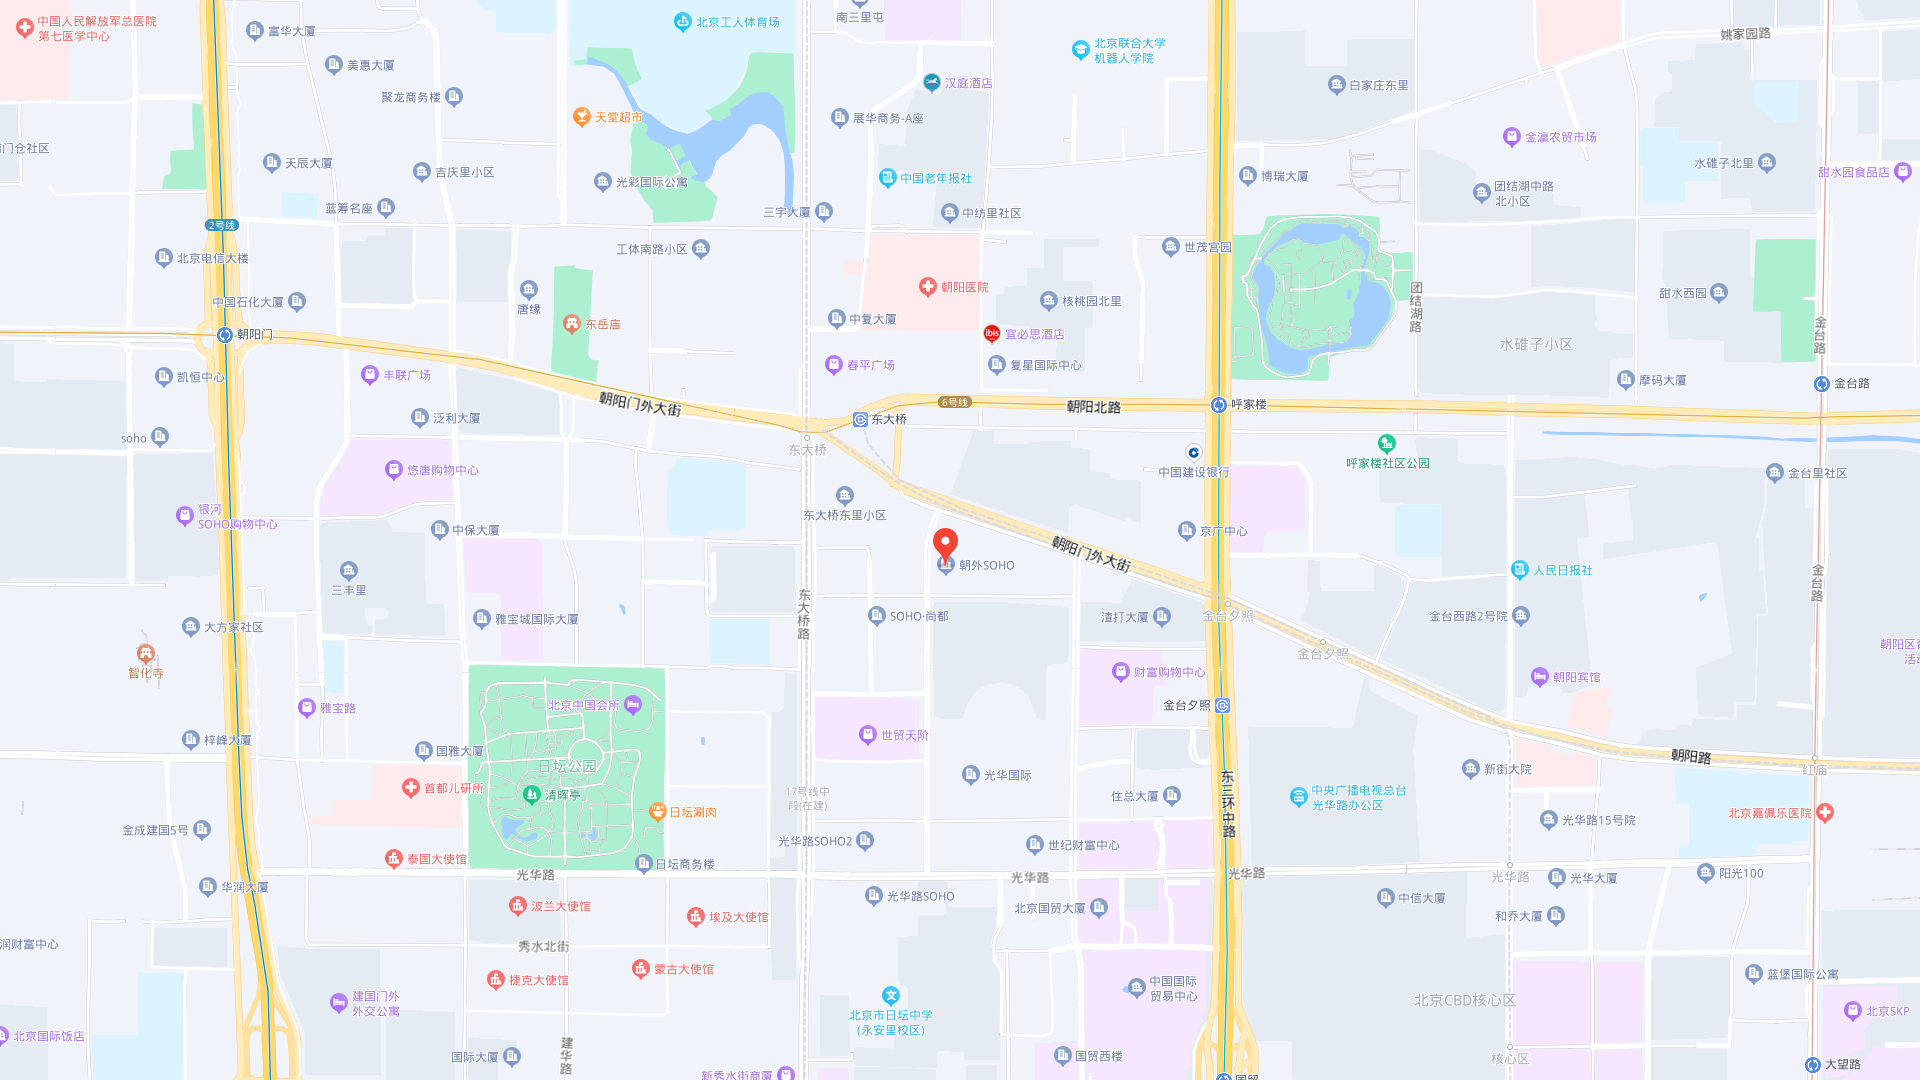 中国人民解放军总医院
第七医学中心
富华大厦
北京工人体育场
南三里屯
北京联合大学
机器人学院
姚家园路
美惠大厦
聚龙商务楼
汉庭酒店
白家庄东里
天堂超市
展华商务-A座
金瀛农贸市场
门仓社区
天辰大厦
吉庆里小区
光彩国际公寓
中国老年报社
博瑞大厦
团结湖中路
北小区
水碓子北里
甜水园食品店
蓝筹名座
三宇大厦
中纺里社区
2号线
北京电信大楼
工体南路小区
世茂宫园
中国石化大厦
唐缘
朝阳医院
核桃园北里
团结湖路
甜水西园
东岳庙
中复大厦
宜必思酒店
ibis
朝阳门
水碓子小区
金台路
凯恒中心
丰联广场
春平广场
复星国际中心
摩码大厦
金台路
朝阳门外大街
6号线
朝阳北路
呼家楼
泛利大厦
东大桥
soho
东大桥
悠唐购物中心
中国建设银行
呼家楼社区公园
金台里社区
银河
SOHO购物中心
东大桥东里小区
中保大厦
京广中心
朝阳门外大街
朝外SOHO
人民日报社
三丰里
金台路
东大桥路
SOHO·尚都
渣打大厦
金台夕照
金台西路2号院
大方家社区
雅宝城国际大厦
金台夕照
朝阳区
活
智化寺
财富购物中心
朝阳宾馆
雅宝路
北京中国会所
金台夕照
梓峰大厦
国雅大厦
世贸天阶
朝阳路
日坛公园
光华国际
新街大院
红庙
首都儿研所
清晖亭
17号线中
段(在建)
住总大厦
东三环中路
中央广播电视总台
光华路办公区
日坛涮肉
北京嘉佩乐医院
金成建国5号
光华路SOHO2
世纪财富中心
光华路15号院
泰国大使馆
日坛商务楼
光华路
光华路
光华路
光华路
光华大厦
阳光100
华润大厦
波兰大使馆
埃及大使馆
光华路SOHO
北京国贸大厦
中信大厦
和乔大厦
润财富中心
秀水北街
捷克大使馆
蒙古大使馆
中国国际
贸易中心
蓝堡国际公寓
建国门外
外交公寓
北京CBD核心区
北京SKP
北京市日坛中学
(永安里校区)
北京国际饭店
国际大厦
建华路
国贸西楼
核心区
大望路
新秀水街商厦
国贸